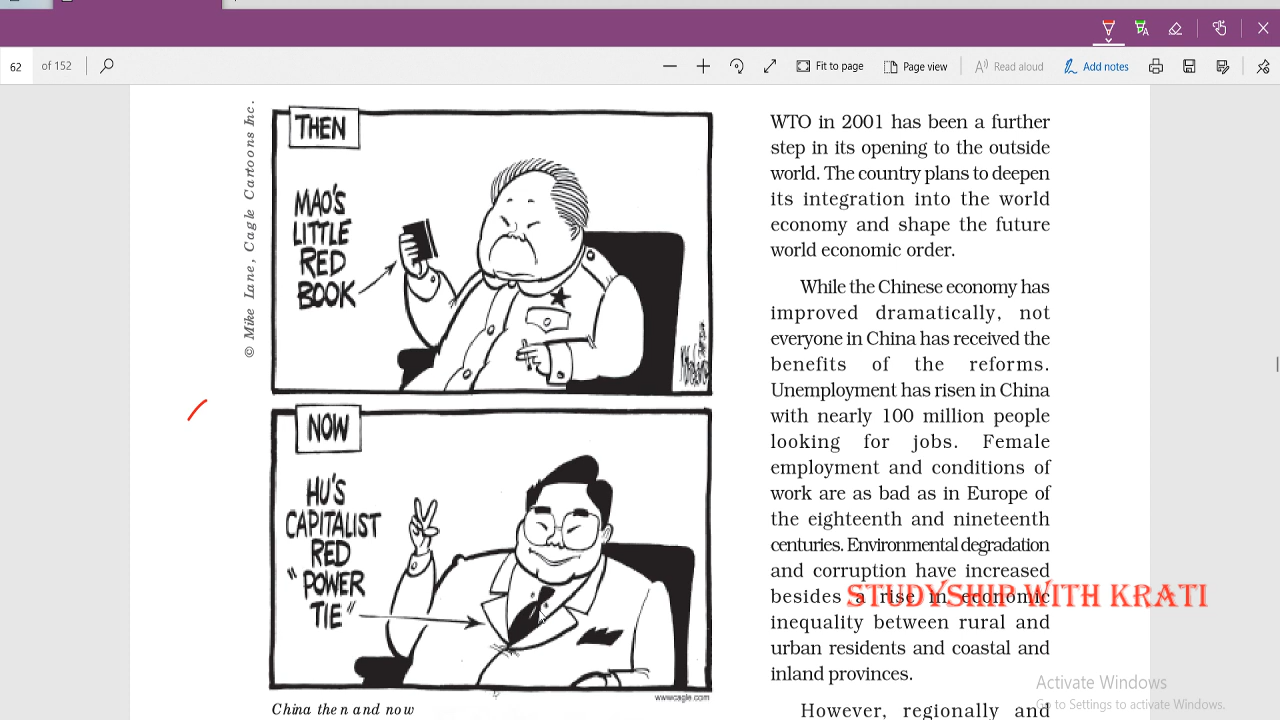 62
of 152
Fit to page
Page view
Read aloud
Add notes
© Mike Lane, Cagle Cartoons Inc.
THEN
MAO'S
LITTLE
RED
BOOK
NOW
HU'S
CAPITALIST
RED
"POWER
TIE"
www.cagle.com
China then and now
WTO in 2001 has been a further
step in its opening to the outside
world. The country plans to deepen
its integration into the world
economy and shape the future
world economic order.
While the Chinese economy has
improved dramatically, not
everyone in China has received the
benefits of the reforms.
Unemployment has risen in China
with nearly 100 million people
looking for jobs. Female
employment and conditions of
work are as bad as in Europe of
the eighteenth and nineteenth
centuries. Environmental degradation
and corruption have increased
besides a rise in economic
inequality between rural and
urban residents and coastal and
inland provinces.
However, regionally and
STUDYSHIP WITH KRATI
Activate Windows
Go to Settings to activate Windows.